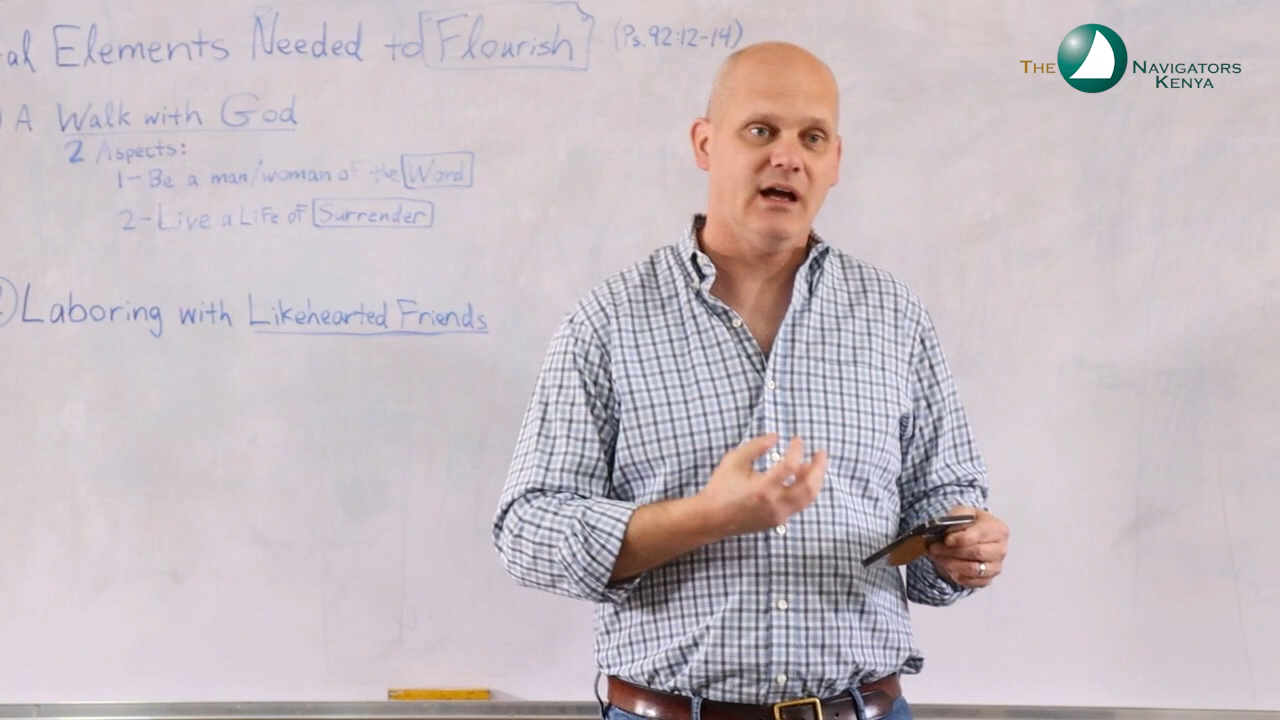 al Elements Needed to Flourish (Ps. 92:12-14)
A Walk with God
2 Aspects:
1- Be a man/woman of the Word
2- Live a Life of Surrender
Laboring with Likehearted Friends
THE NAVIGATORS
KENYA